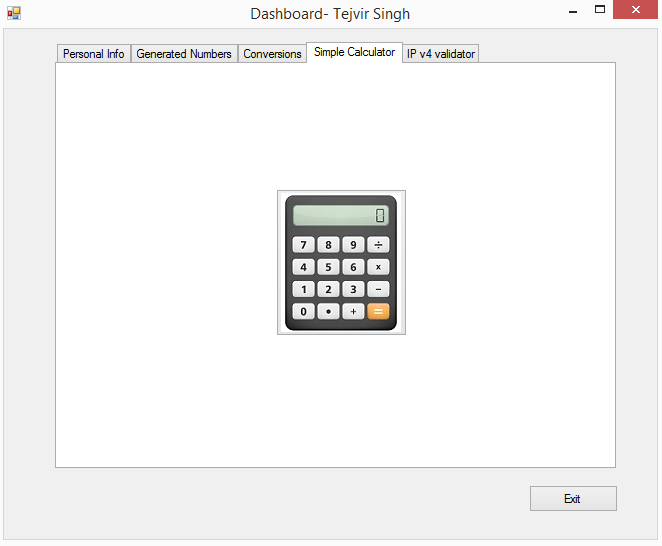 Dashboard- Tejvir Singh
Personal Info Generated Numbers Conversions Simple Calculator IP v4 validator
0
7 8 9 ÷
4 5 6 x
1 2 3 −
0 • + =
Exit